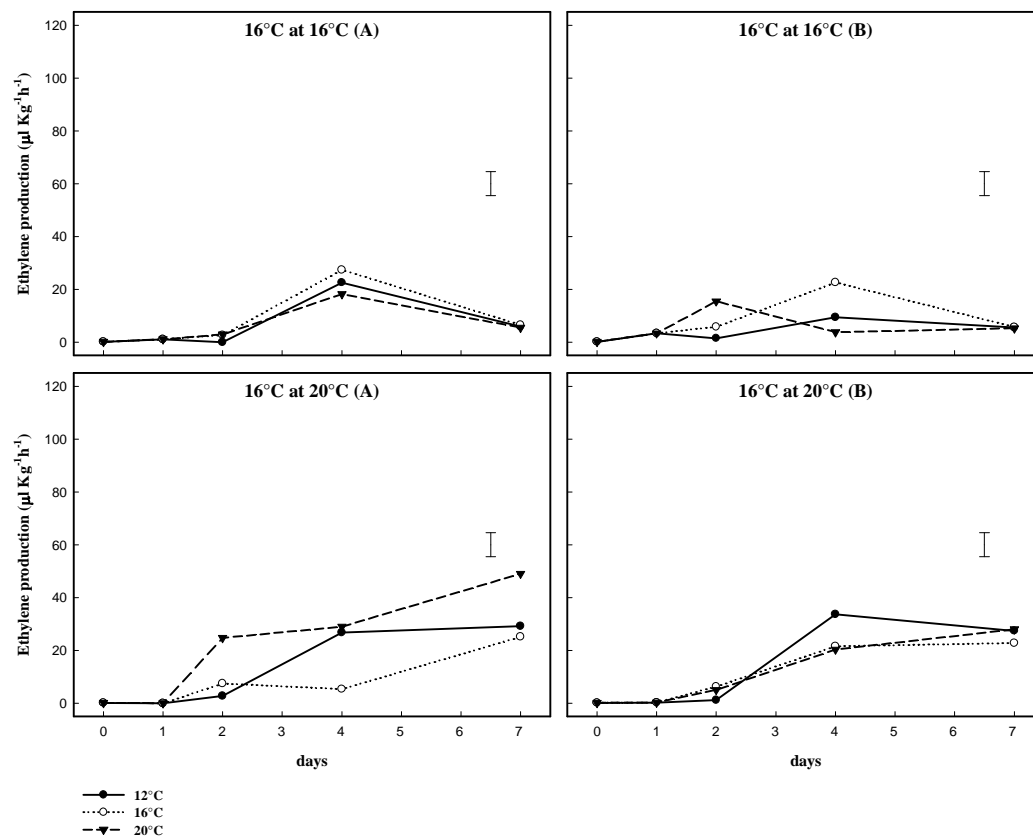 16°C at 16°C (A)
16°C at 16°C (B)
Ethylene production (µl Kg⁻¹h⁻¹)
120
100
80
60
40
20
0
16°C at 20°C (A)
16°C at 20°C (B)
Ethylene production (µl Kg⁻¹h⁻¹)
120
100
80
60
40
20
0
0 1 2 4 5 6 7
0 1 2 4 5 6 7
days
days
12°C
16°C
20°C